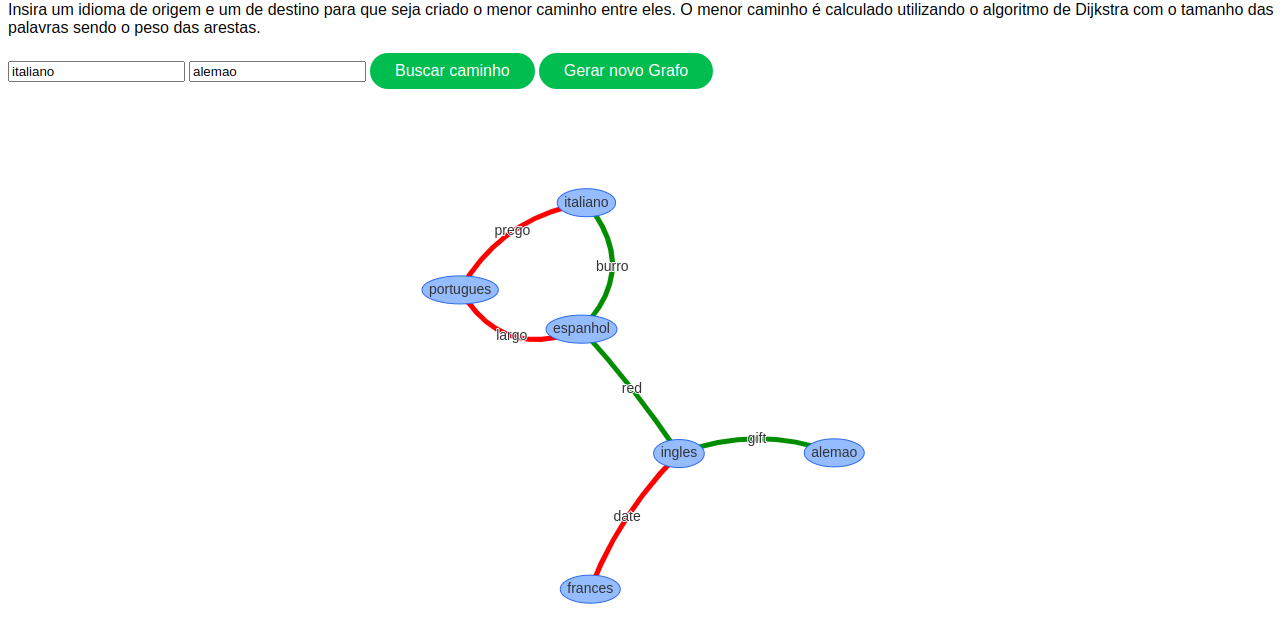 Insira um idioma de origem e um de destino para que seja criado o menor caminho entre eles. O menor caminho é calculado utilizando o algoritmo de Dijkstra com o tamanho das
palavras sendo o peso das arestas.
italiano alemao Buscar caminho Gerar novo Grafo
italiano
prego
burro
portugues
espanhol
largo
red
gift
ingles
alemao
date
frances